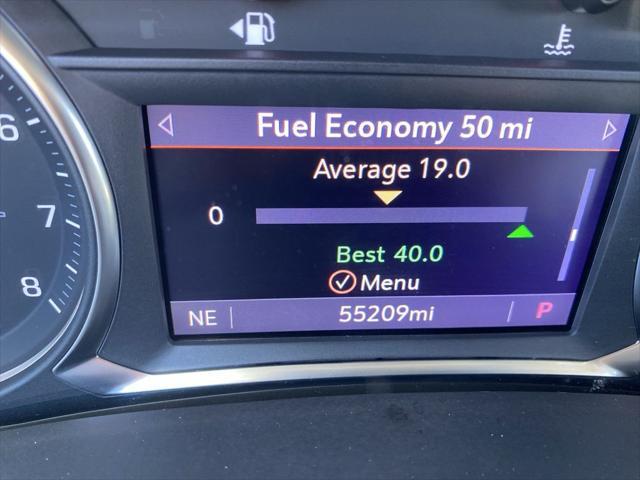 Fuel Economy 50 mi
6
Average 19.0
7
0
8
Best 40.0
Menu
NE
55209mi
P